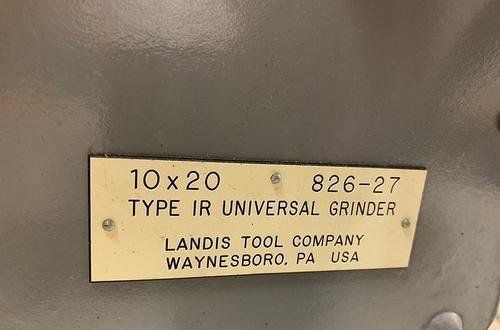 10x20 826-27
TYPE IR UNIVERSAL GRINDER
LANDIS TOOL COMPANY
WAYNESBORO, PA USA